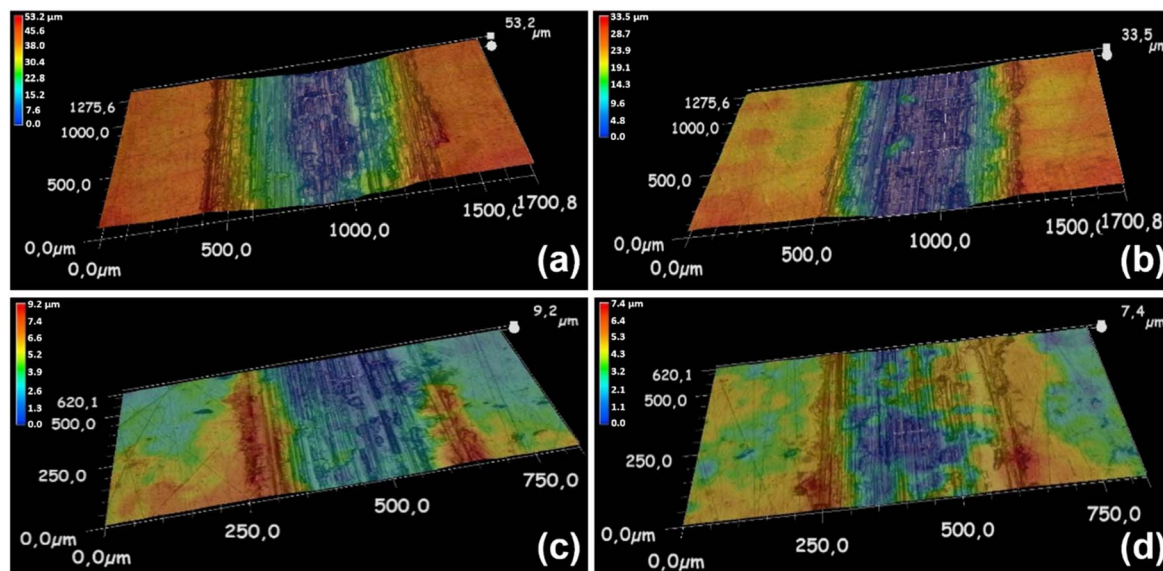 53.2 µm
45.6
38.0
30.4
22.8
15.2
7.6
0.0
53,2
µm
1275,6
1000,0
500,0
0,0µm
0,0µm
500,0
1000,0
1500,0
1700,8
(a)
33.5 µm
28.7
23.9
19.1
14.3
9.6
4.8
0.0
33,5
µm
1275,6
1000,0
500,0
0,0µm
0,0µm
500,0
1000,0
1500,0
1700,8
(b)
9.2 µm
7.4
6.6
5.2
3.9
2.6
1.3
0.0
9,2
µm
620,1
500,0
250,0
0,0µm
0,0µm
250,0
500,0
750,0
(c)
7.4 µm
6.4
5.3
4.3
3.2
2.1
1.1
0.0
7,4
µm
620,1
500,0
250,0
0,0µm
0,0µm
250,0
500,0
750,0
(d)